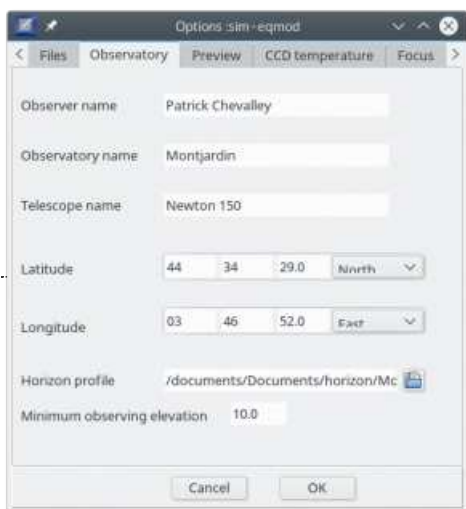 Options :sim-eqmod
Files Observatory Preview CCD temperature Focus
Observer name Patrick Chevalley
Observatory name Montjardin
Telescope name Newton 150
Latitude 44 34 29.0 North
Longitude 03 46 52.0 East
Horizon profile /documents/Documents/horizon/Mc
Minimum observing elevation 10.0
Cancel OK